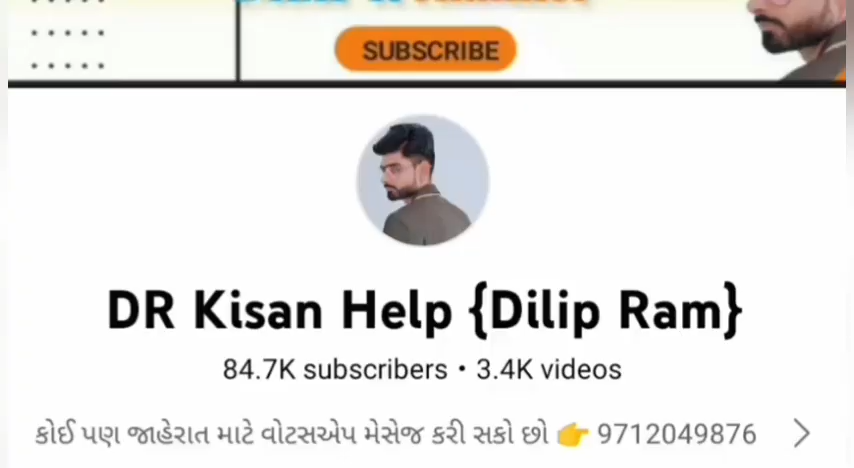 SUBSCRIBE
DR Kisan Help {Dilip Ram}
84.7K subscribers • 3.4K videos
કોઈ પણ જાહેરાત માટે વોટસએપ મેસેજ કરી સકો છો 👉 9712049876